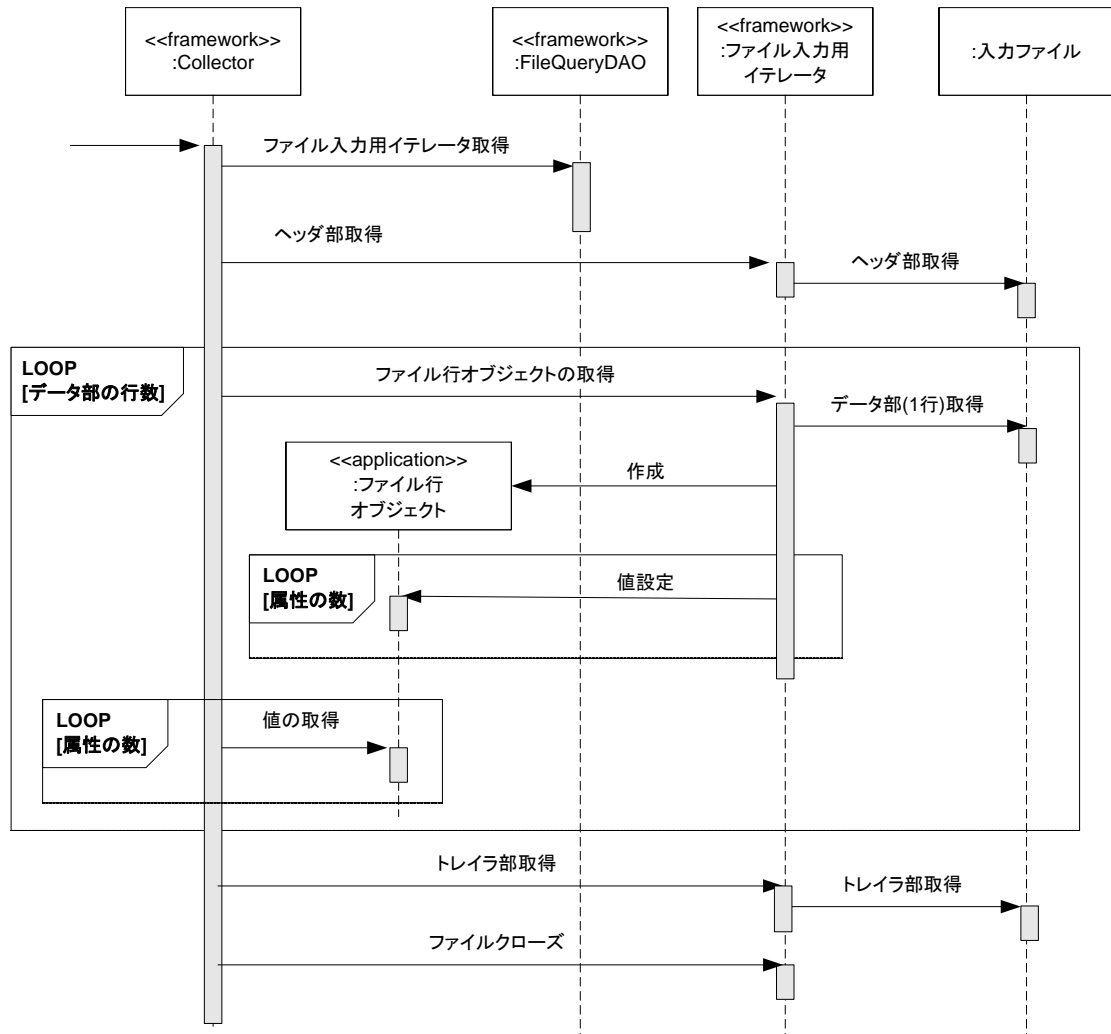 <<framework>>
:Collector
<<framework>>
:FileQueryDAO
<<framework>>
:ファイル入力用
イテレータ
:入力ファイル
ファイル入力用イテレータ取得
ヘッダ部取得
ヘッダ部取得
LOOP
[データ部の行数]
ファイル行オブジェクトの取得
データ部(1行)取得
<<application>>
:ファイル行
オブジェクト
作成
LOOP
[属性の数]
値設定
LOOP
[属性の数]
値の取得
トレイラ部取得
トレイラ部取得
ファイルクローズ